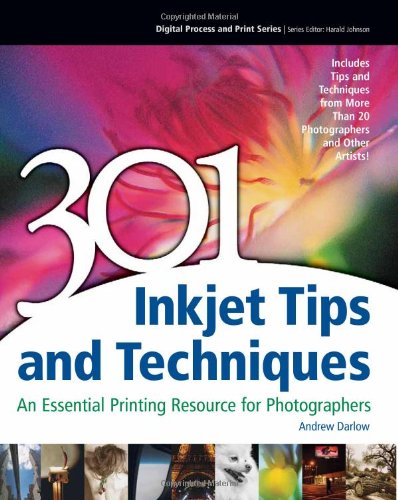 Copyrighted Material
Digital Process and Print Series | Series Editor: Harald Johnson
Includes
Tips and
Techniques
from More
Than 20
Photographers
and Other
Artists!
301
Inkjet Tips
and Techniques
An Essential Printing Resource for Photographers
Andrew Darlow